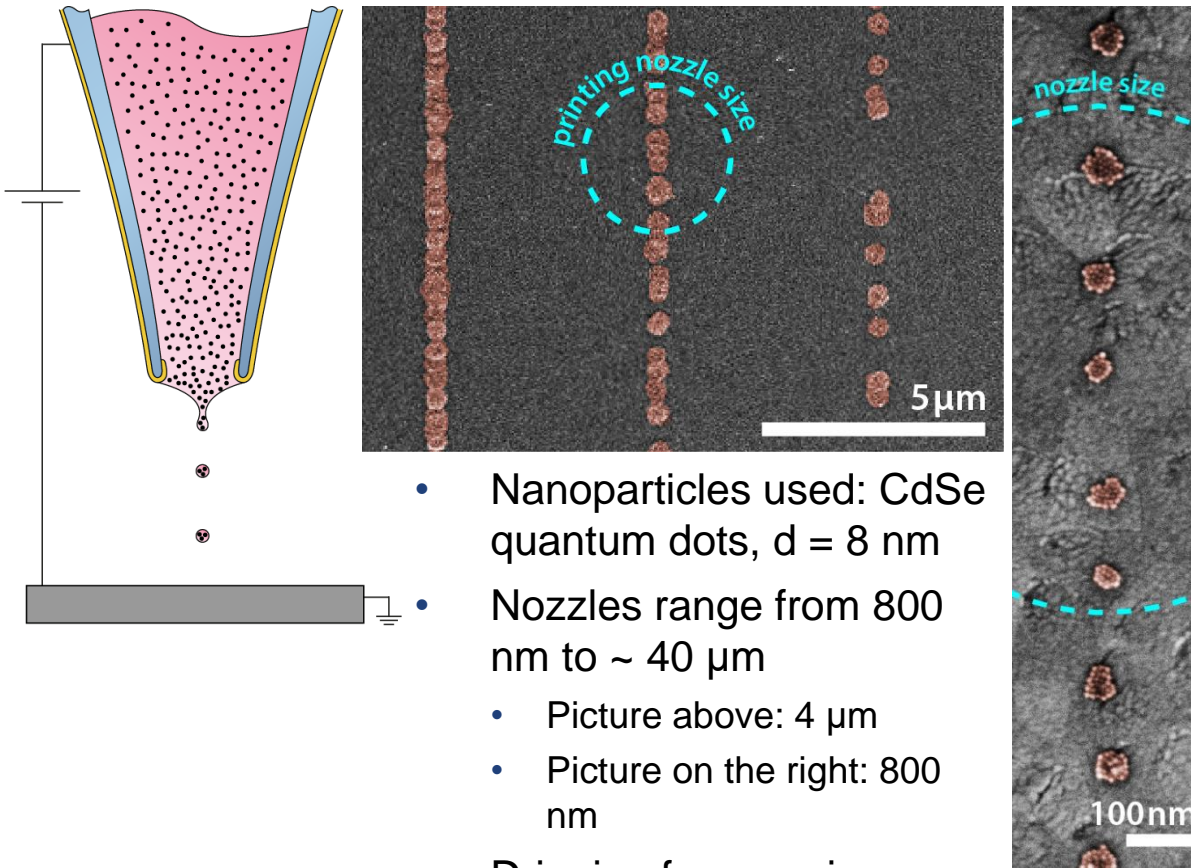 printing nozzle size
5µm
nozzle size
• Nanoparticles used: CdSe
quantum dots, d = 8 nm
• Nozzles range from 800
nm to ~ 40 µm
• Picture above: 4 µm
• Picture on the right: 800
nm
100nm